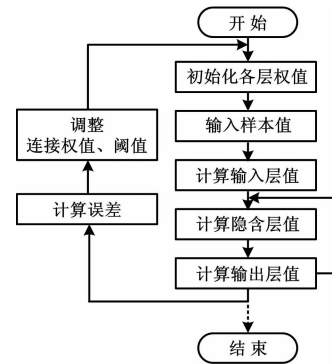 开始
初始化各层权值
输入样本值
计算输入层值
计算隐含层值
计算输出层值
结束
调整
连接权值、阈值
计算误差